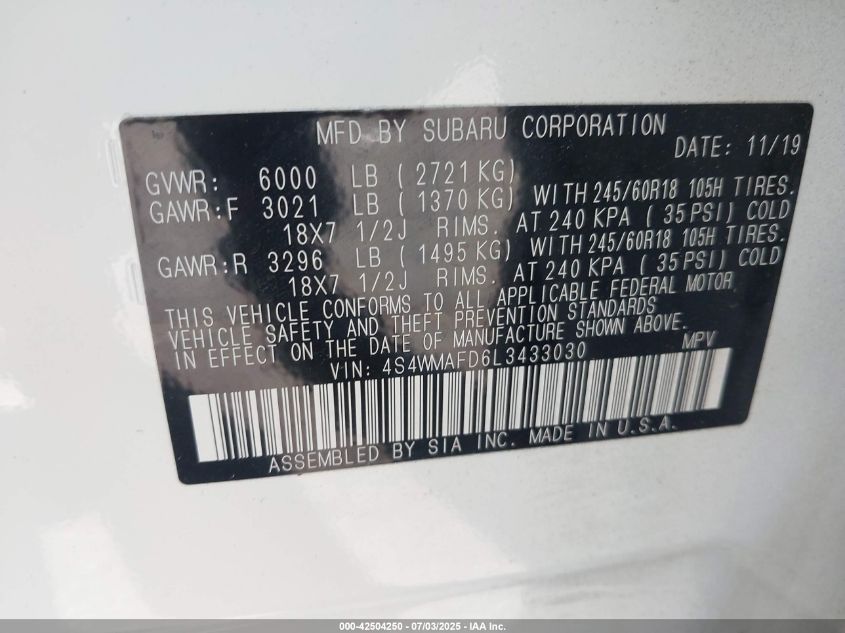 MFD BY SUBARU CORPORATION
DATE: 11/19
GVWR: 6000 LB ( 2721 KG)
GAWR:F 3021 LB ( 1370 KG) WITH 245/60R18 105H TIRES.
18X7 1/2J RIMS. AT 240 KPA ( 35 PSI) COLD
GAWR:R 3296 LB ( 1495 KG) WITH 245/60R18 105H TIRES.
18X7 1/2J RIMS. AT 240 KPA ( 35 PSI) COLD
THIS VEHICLE CONFORMS TO ALL APPLICABLE FEDERAL MOTOR
VEHICLE SAFETY AND THEFT PREVENTION STANDARDS
IN EFFECT ON THE DATE OF MANUFACTURE SHOWN ABOVE.
VIN: 4S4WMAFD6L3433030 MPV
ASSEMBLED BY SIA INC. MADE IN U.S.A.
000-42504250 - 07/03/2025 - IAA Inc.